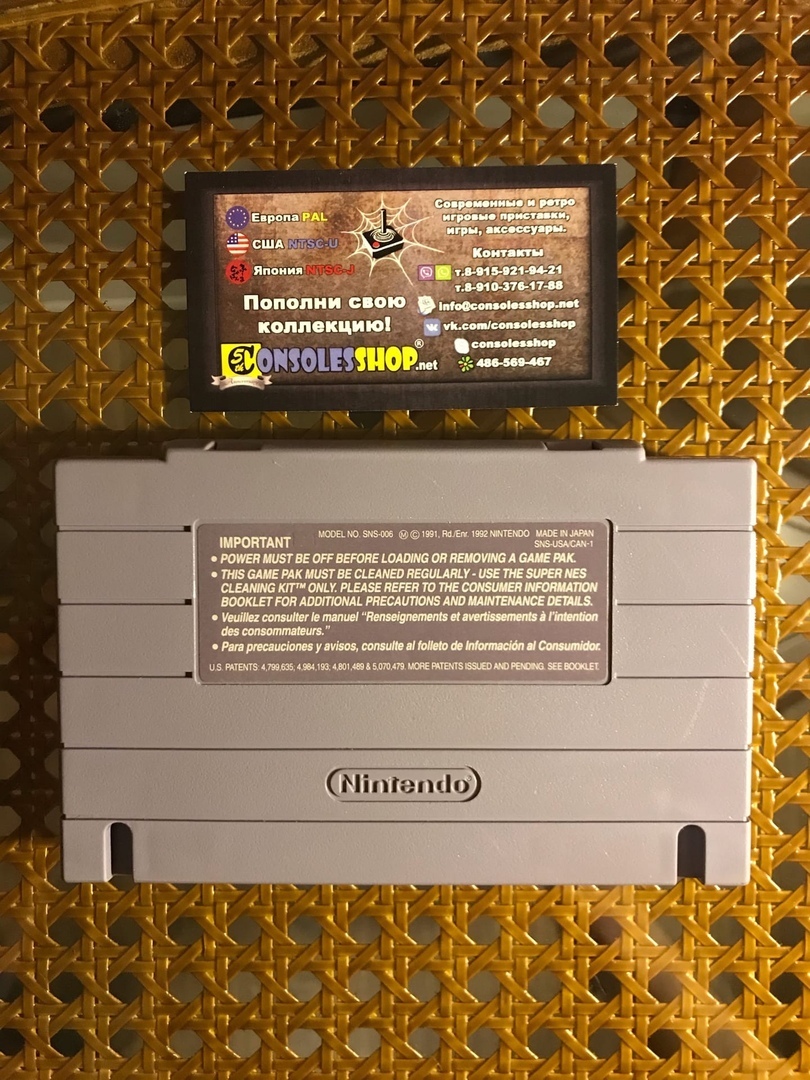 Европа PAL
США NTSC-U
Япония NTSC-J
Пополни свою
коллекцию!
CONSOLESSHOP®.net
Современные и ретро
игровые приставки,
игры, аксессуары.
Контакты
т.8-915-921-94-21
т.8-910-376-17-88
info@consolesshop.net
vk.com/consolesshop
consolesshop
486-569-467
IMPORTANT
MODEL NO. SNS-006 Ⓜ © 1991, Rd./Enr. 1992 NINTENDO MADE IN JAPAN
SNS-USA/CAN-1
• POWER MUST BE OFF BEFORE LOADING OR REMOVING A GAME PAK.
• THIS GAME PAK MUST BE CLEANED REGULARLY - USE THE SUPER NES
CLEANING KIT™ ONLY. PLEASE REFER TO THE CONSUMER INFORMATION
BOOKLET FOR ADDITIONAL PRECAUTIONS AND MAINTENANCE DETAILS.
• Veuillez consulter le manuel “Renseignements et avertissements à l'intention
des consommateurs.”
• Para precauciones y avisos, consulte al folleto de Información al Consumidor.
U.S. PATENTS: 4,799,635; 4,984,193; 4,801,489 & 5,070,479. MORE PATENTS ISSUED AND PENDING. SEE BOOKLET.
Nintendo®